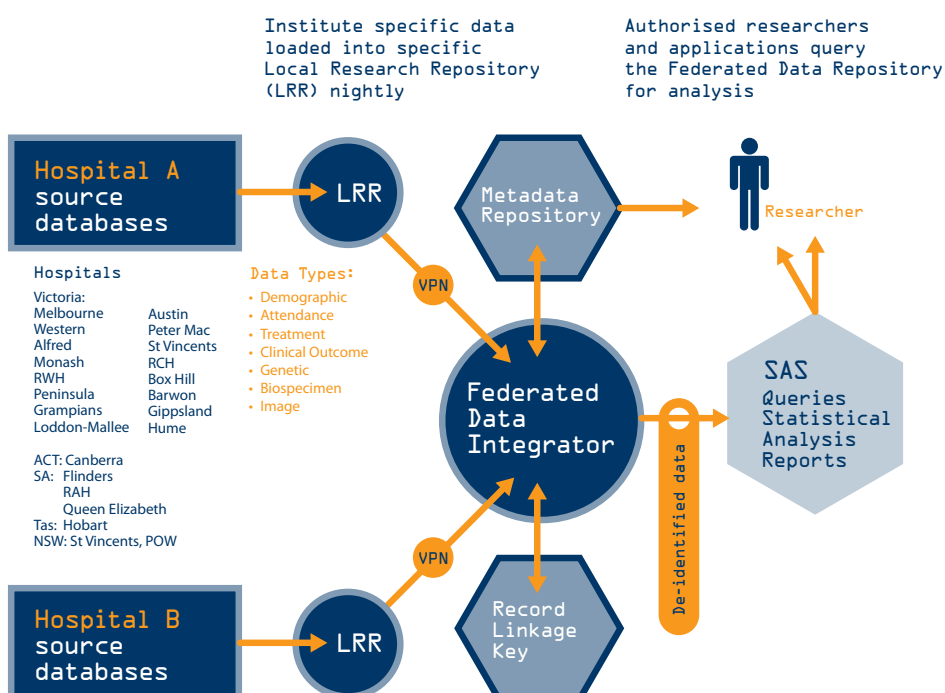 Institute specific data
loaded into specific
Local Research Repository
(LRR) nightly
Authorised researchers
and applications query
the Federated Data Repository
for analysis
Hospital A
source
databases
LRR
Metadata
Repository
Researcher
VPN
Hospitals
Victoria:
Melbourne
Western
Alfred
Monash
RWH
Peninsula
Grampians
Loddon-Mallee
Austin
Peter Mac
St Vincents
RCH
Box Hill
Barwon
Gippsland
Hume
ACT: Canberra
SA: Flinders
RAH
Queen Elizabeth
Tas: Hobart
NSW: St Vincents, POW
Data Types:
• Demographic
• Attendance
• Treatment
• Clinical Outcome
• Genetic
• Biospecimen
• Image
Federated
Data
Integrator
De-identified data
SAS
Queries
Statistical
Analysis
Reports
VPN
Hospital B
source
databases
LRR
Record
Linkage
Key